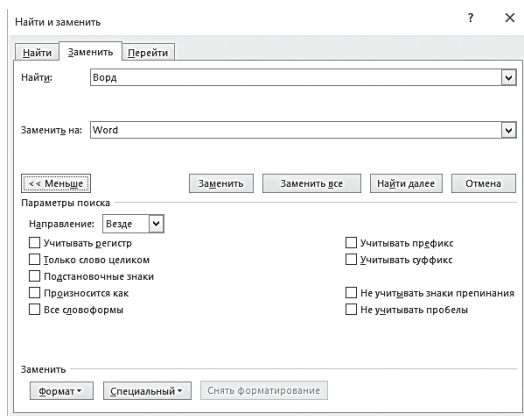 Найти и заменить ? ✕
Найти Заменить Перейти
Найти: Ворд
Заменить на: Word
<< Меньше Заменить Заменить все Найти далее Отмена
Параметры поиска
Направление: Везде
Учитывать регистр Учитывать префикс
Только слово целиком Учитывать суффикс
Подстановочные знаки
Произносится как Не учитывать знаки препинания
Все словоформы Не учитывать пробелы
Заменить
Формат Специальный Снять форматирование